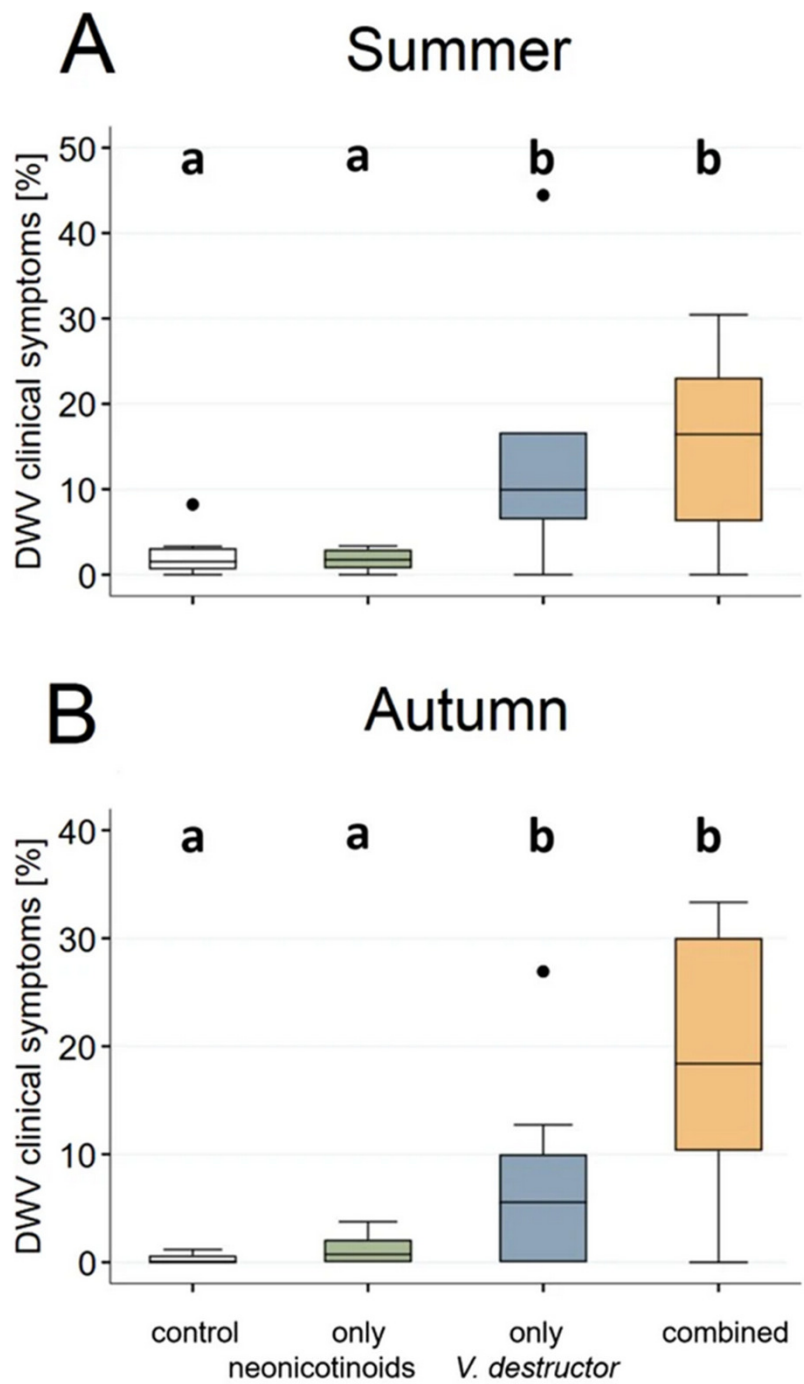 A
Summer
DWV clinical symptoms [%]
50
40
30
20
10
0
a a b b
B
Autumn
DWV clinical symptoms [%]
40
30
20
10
0
a a b b
control only only combined
neonicotinoids V. destructor